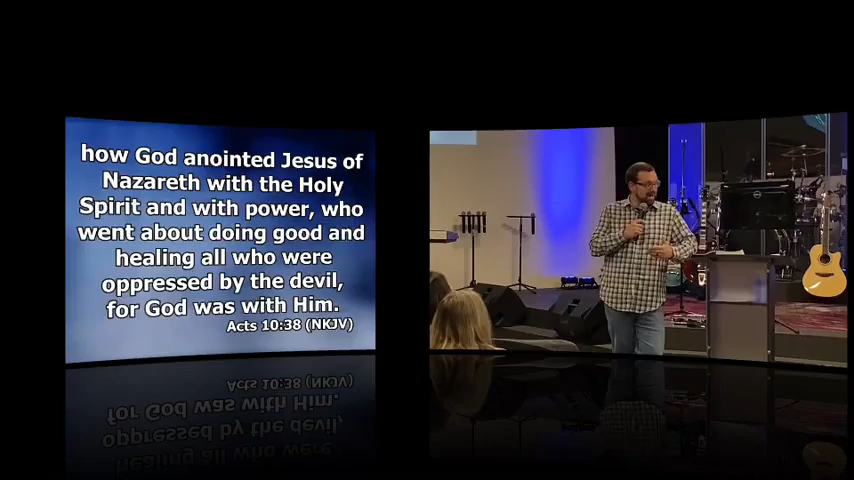 how God anointed Jesus of
Nazareth with the Holy
Spirit and with power, who
went about doing good and
healing all who were
oppressed by the devil,
for God was with Him.
Acts 10:38 (NKJV)